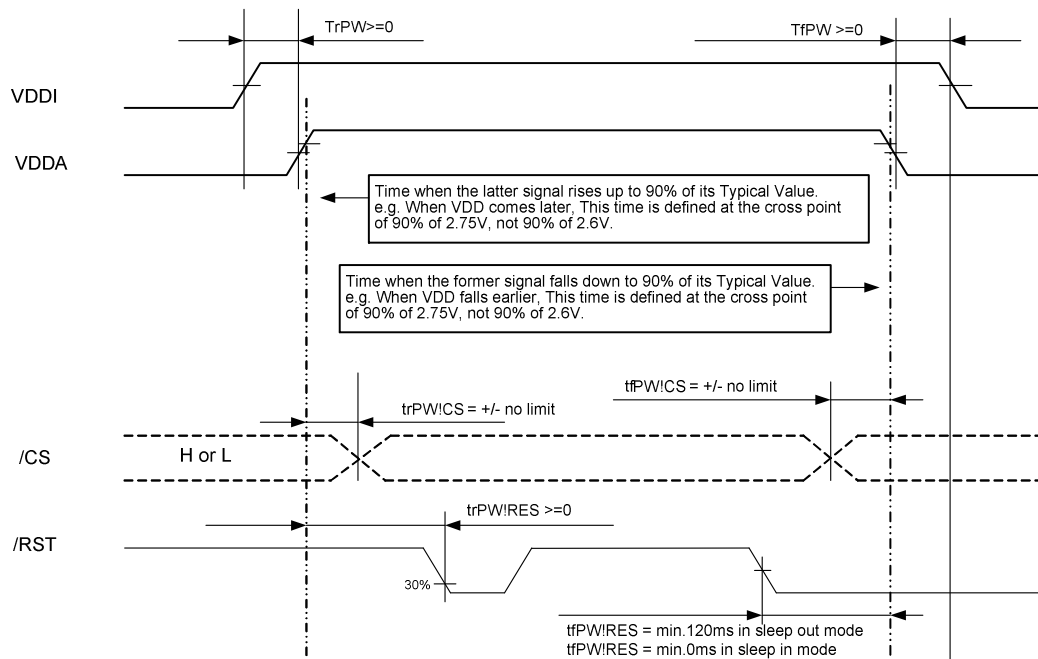 TrPW>=0
TfPW >=0
VDDI
VDDA
Time when the latter signal rises up to 90% of its Typical Value.
e.g. When VDD comes later, This time is defined at the cross point
of 90% of 2.75V, not 90% of 2.6V.
Time when the former signal falls down to 90% of its Typical Value.
e.g. When VDD falls earlier, This time is defined at the cross point
of 90% of 2.75V, not 90% of 2.6V.
tfPW!CS = +/- no limit
trPW!CS = +/- no limit
/CS
H or L
trPW!RES >=0
/RST
30%
tfPW!RES = min.120ms in sleep out mode
tfPW!RES = min.0ms in sleep in mode